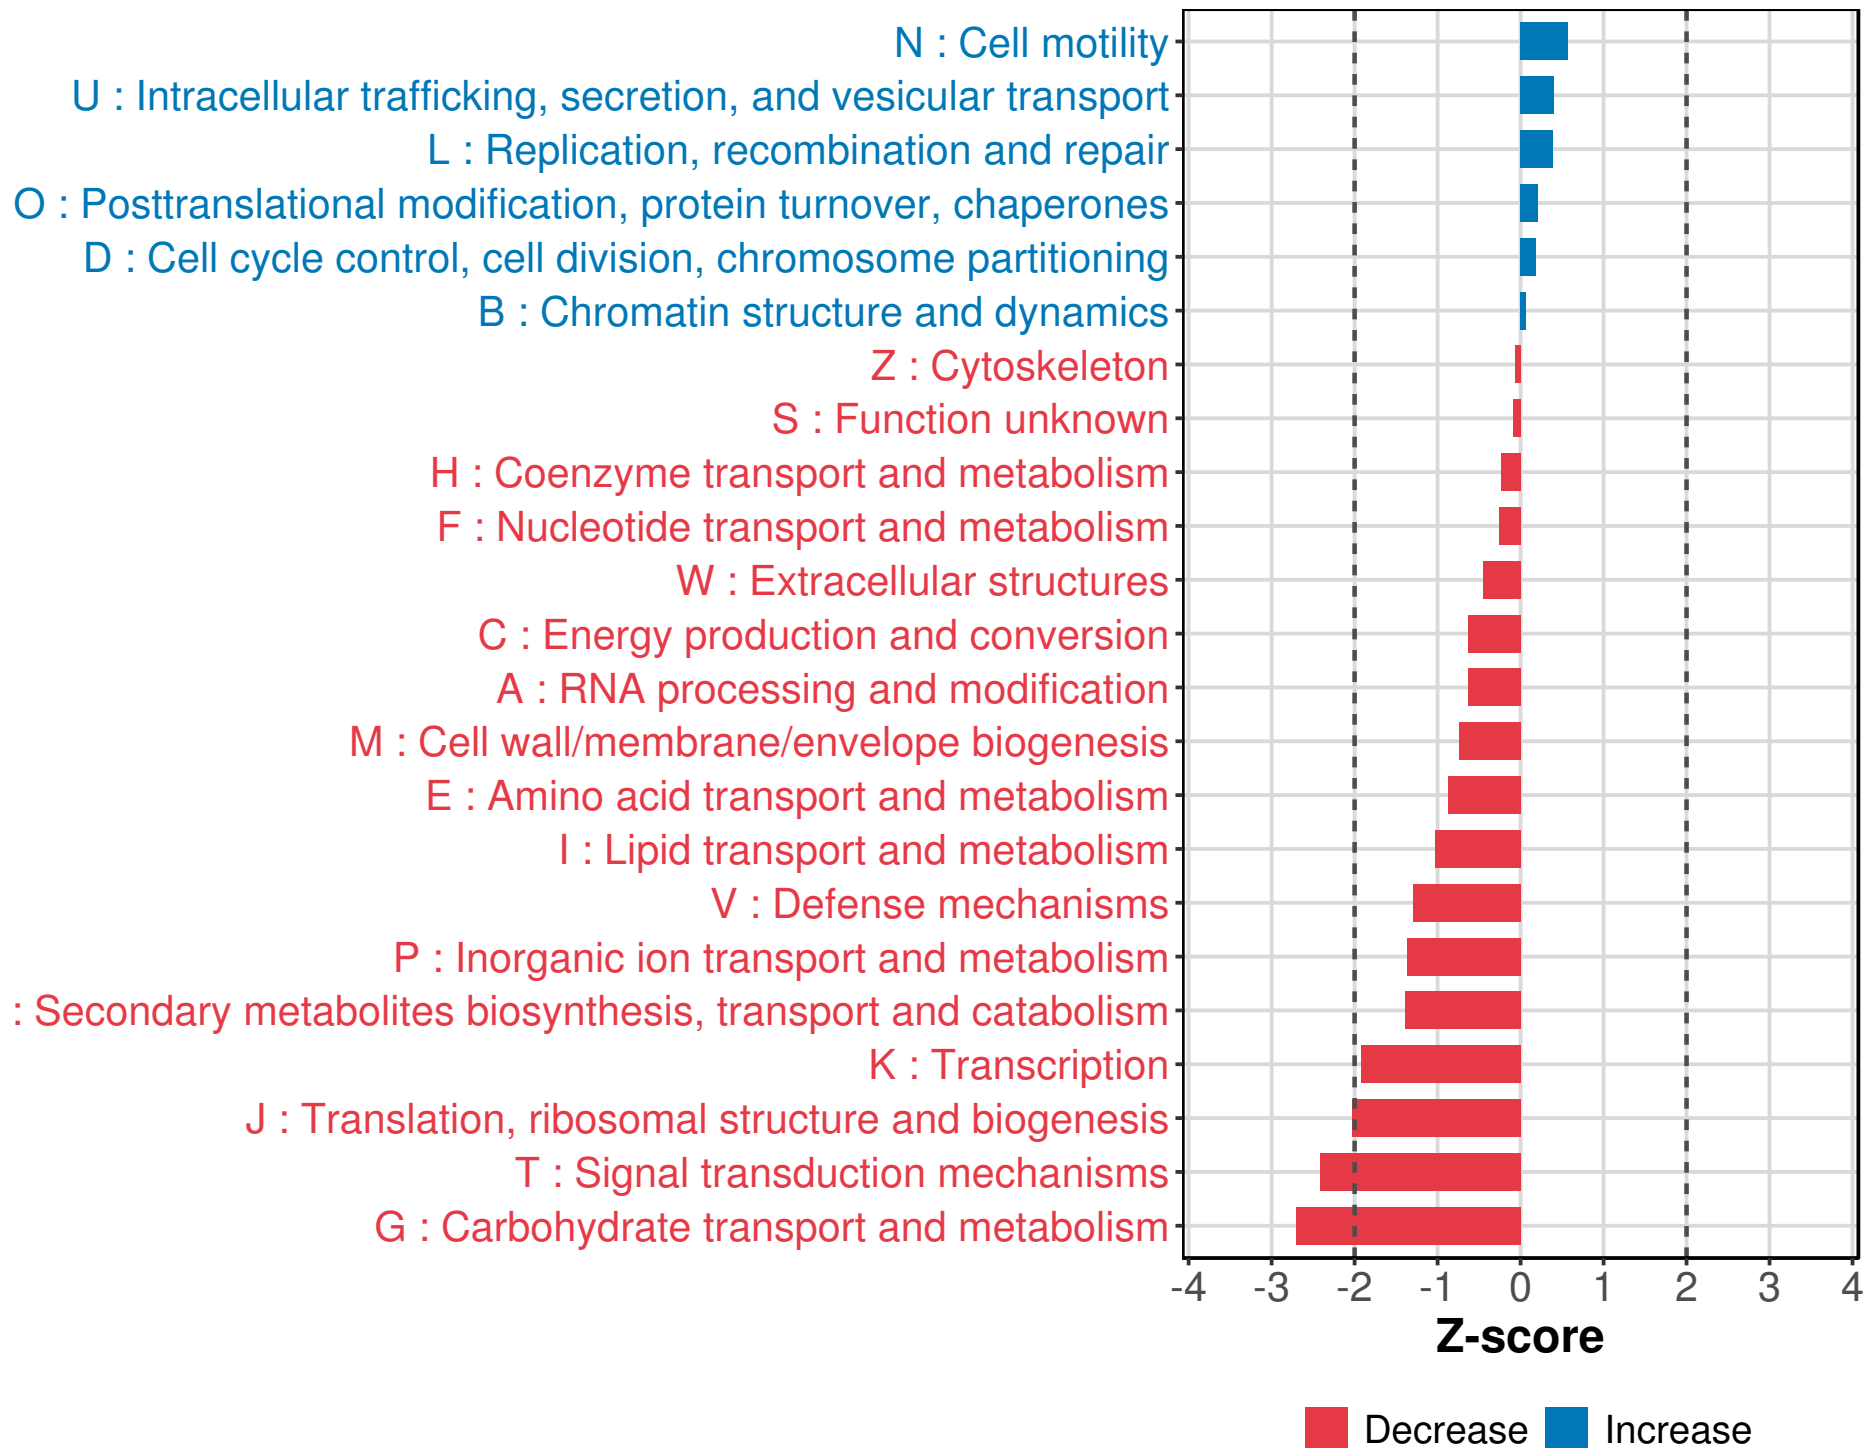 N : Cell motility
U : Intracellular trafficking, secretion, and vesicular transport
L : Replication, recombination and repair
O : Posttranslational modification, protein turnover, chaperones
D : Cell cycle control, cell division, chromosome partitioning
B : Chromatin structure and dynamics
Z : Cytoskeleton
S : Function unknown
H : Coenzyme transport and metabolism
F : Nucleotide transport and metabolism
W : Extracellular structures
C : Energy production and conversion
A : RNA processing and modification
M : Cell wall/membrane/envelope biogenesis
E : Amino acid transport and metabolism
I : Lipid transport and metabolism
V : Defense mechanisms
P : Inorganic ion transport and metabolism
: Secondary metabolites biosynthesis, transport and catabolism
K : Transcription
J : Translation, ribosomal structure and biogenesis
T : Signal transduction mechanisms
G : Carbohydrate transport and metabolism
-4 -3 -2 -1 0 1 2 3 4
Z-score
Decrease Increase